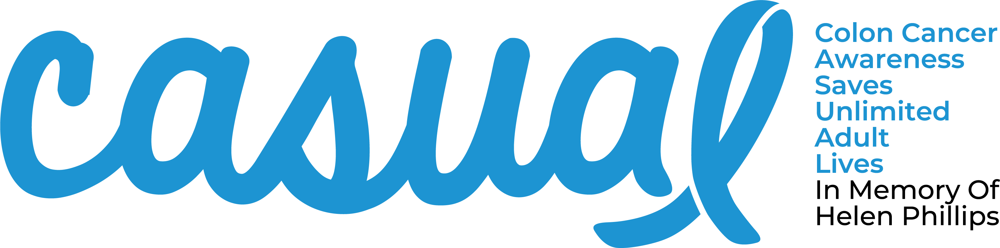 casual
Colon Cancer
Awareness
Saves
Unlimited
Adult
Lives
In Memory Of
Helen Phillips